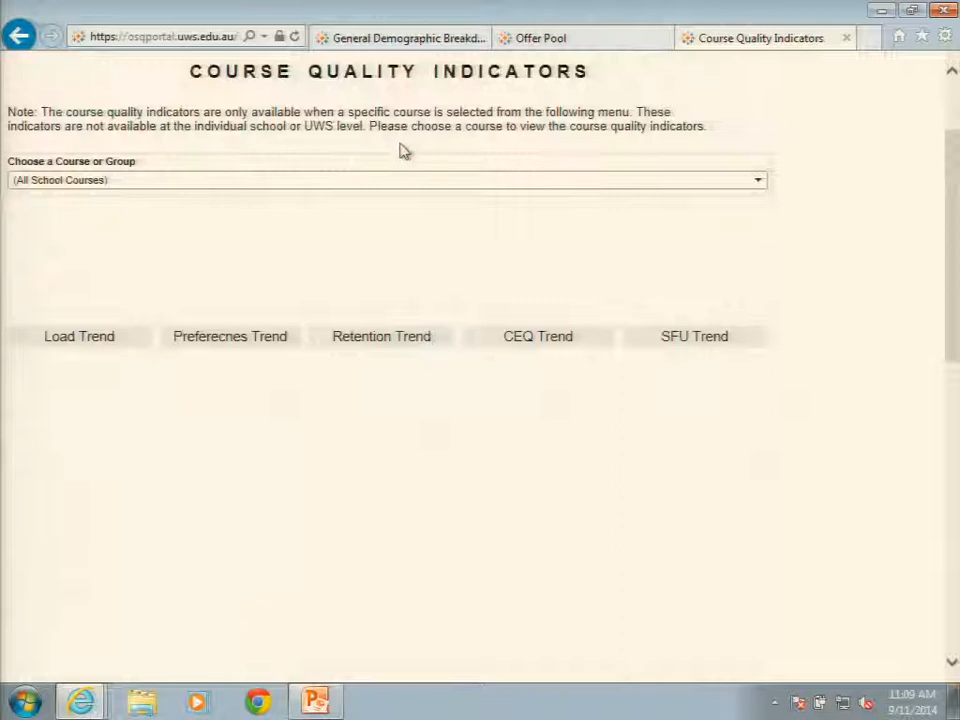 https://osqportal.uws.edu.au/
General Demographic Breakd...
Offer Pool
Course Quality Indicators
COURSE QUALITY INDICATORS
Note: The course quality indicators are only available when a specific course is selected from the following menu. These
indicators are not available at the individual school or UWS level. Please choose a course to view the course quality indicators.
Choose a Course or Group
(All School Courses)
Load Trend
Preferecnes Trend
Retention Trend
CEQ Trend
SFU Trend
11:09 AM
9/11/2014